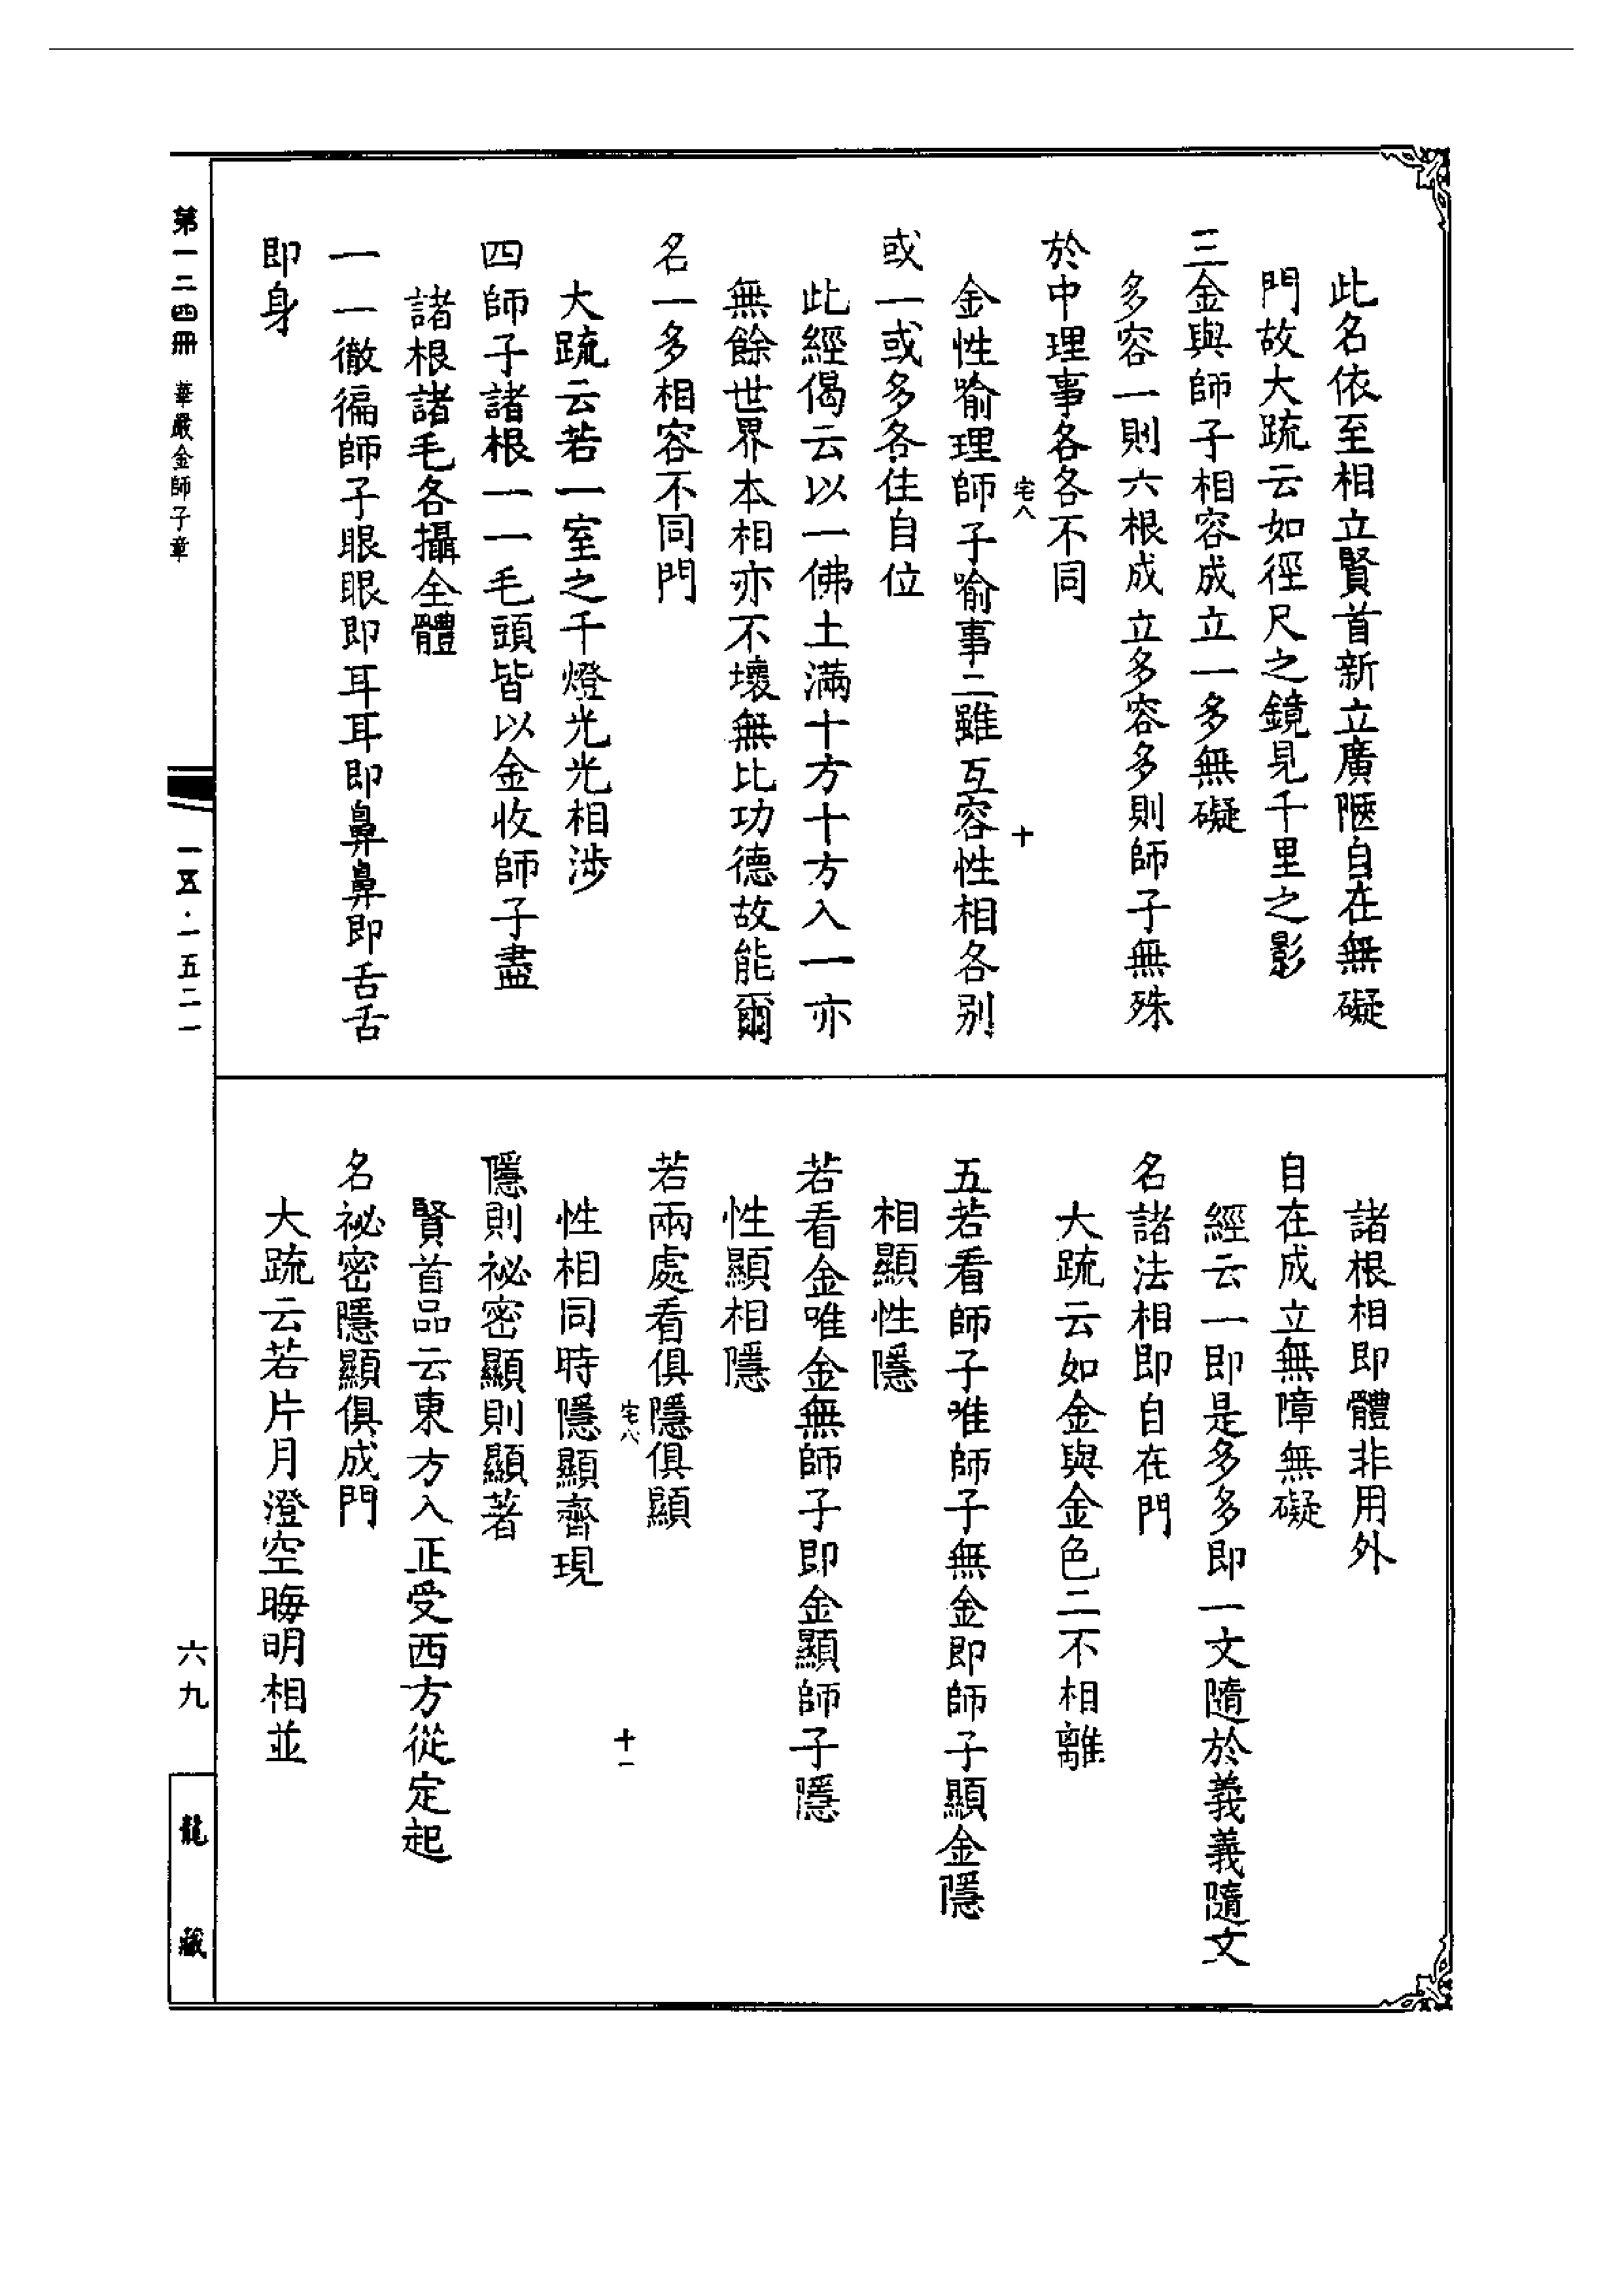 此名依至相立賢首新立廣陿自在無礙
門故大䟽云如徑尺之鏡見千里之影
三金與師子相容成立一多無礙
多容一則六根成立多容多則師子無殊
於中理事各各不同
宅八 十
金性喻理師子喻事二雖互容性相各别
或一或多各住自位
此經偈云以一佛土滿十方十方入一亦
無餘世界本相亦不壞無比功德故能爾
名一多相容不同門
大䟽云若一室之千燈光光相涉
四師子諸根一一毛頭皆以金收師子盡
諸根諸毛各攝全體
一一徹徧師子眼眼即耳耳即鼻鼻即舌舌
即身
諸根相即體非用外
自在成立無障無礙
經云一即是多多即一文隨於義義隨文
名諸法相即自在門
大䟽云如金與金色二不相離
五若看師子唯師子無金即師子顯金隱
相顯性隱
若看金唯金無師子即金顯師子隱
性顯相隱
若兩處看俱隱俱顯
宅八 十一
性相同時隱顯齊現
隱則祕密顯則顯著
賢首品云東方入正受西方從定起
名祕密隱顯俱成門
大䟽云若片月澄空晦明相並
第一二四冊 華嚴金師子章
一五·一五二一
六九
龍藏